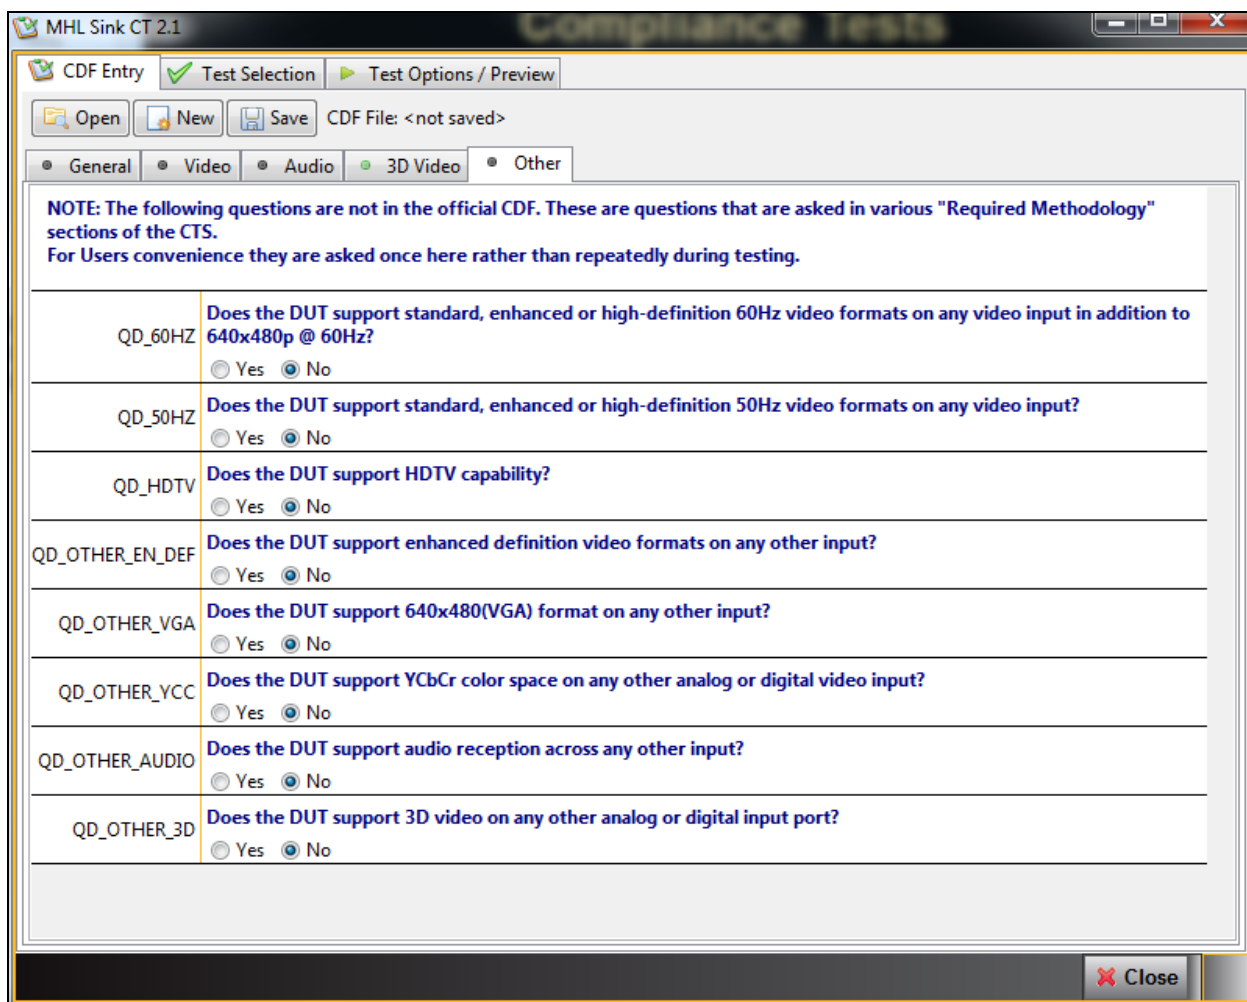 Compliance Tests
MHL Sink CT 2.1
CDF Entry
Test Selection
Test Options / Preview
Open
New
Save
CDF File: <not saved>
General
Video
Audio
3D Video
Other
NOTE: The following questions are not in the official CDF. These are questions that are asked in various "Required Methodology"
sections of the CTS.
For Users convenience they are asked once here rather than repeatedly during testing.
QD_60HZ
Does the DUT support standard, enhanced or high-definition 60Hz video formats on any video input in addition to
640x480p @ 60Hz?
Yes No
QD_50HZ
Does the DUT support standard, enhanced or high-definition 50Hz video formats on any video input?
Yes No
QD_HDTV
Does the DUT support HDTV capability?
Yes No
QD_OTHER_EN_DEF
Does the DUT support enhanced definition video formats on any other input?
Yes No
QD_OTHER_VGA
Does the DUT support 640x480(VGA) format on any other input?
Yes No
QD_OTHER_YCC
Does the DUT support YCbCr color space on any other analog or digital video input?
Yes No
QD_OTHER_AUDIO
Does the DUT support audio reception across any other input?
Yes No
QD_OTHER_3D
Does the DUT support 3D video on any other analog or digital input port?
Yes No
Close